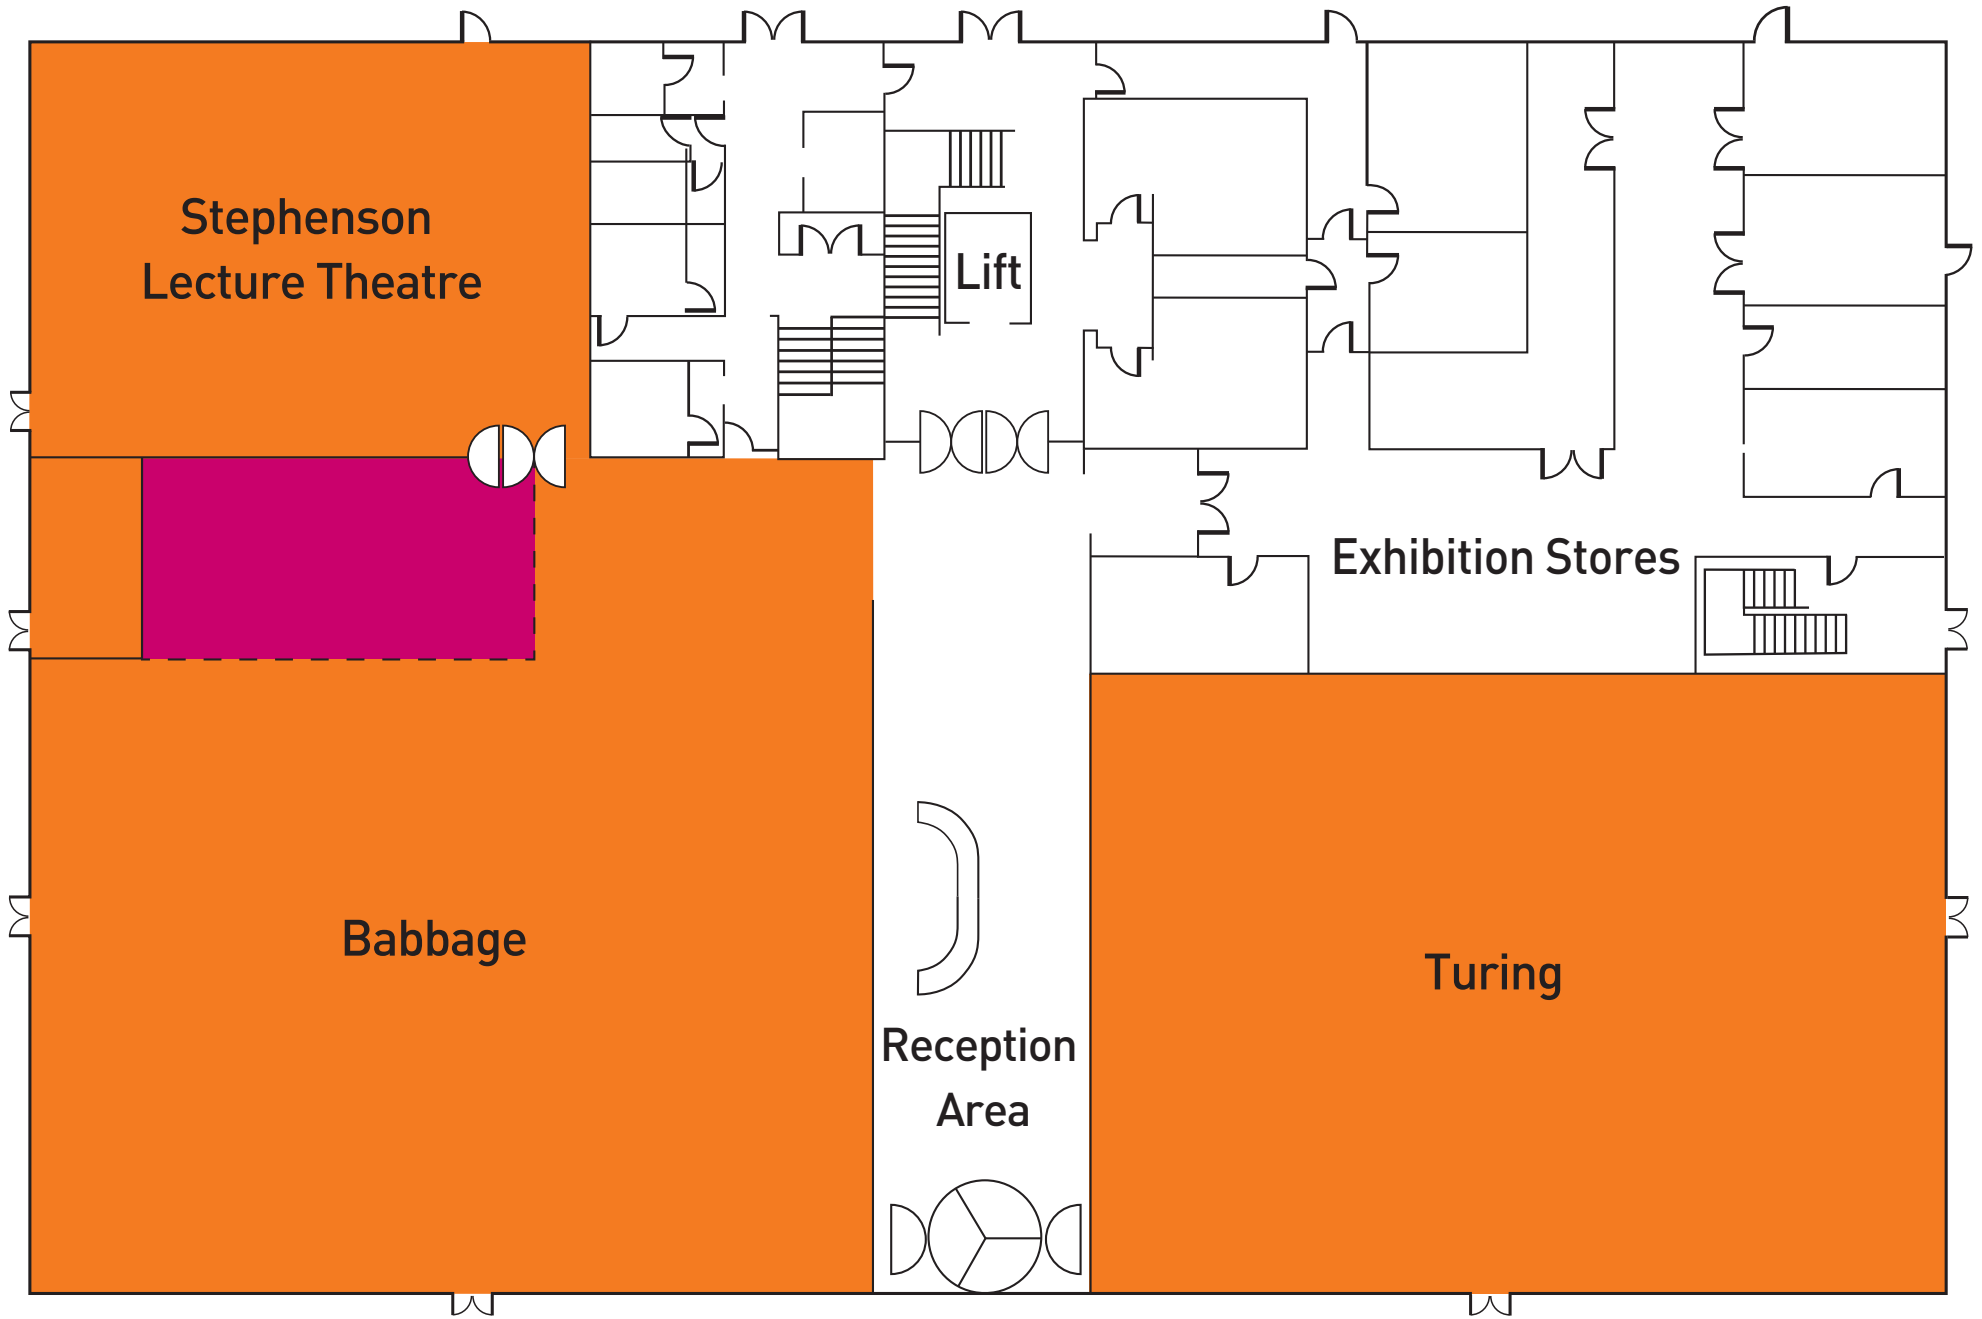 Stephenson
Lecture Theatre
Lift
Exhibition Stores
Babbage
Turing
Reception
Area